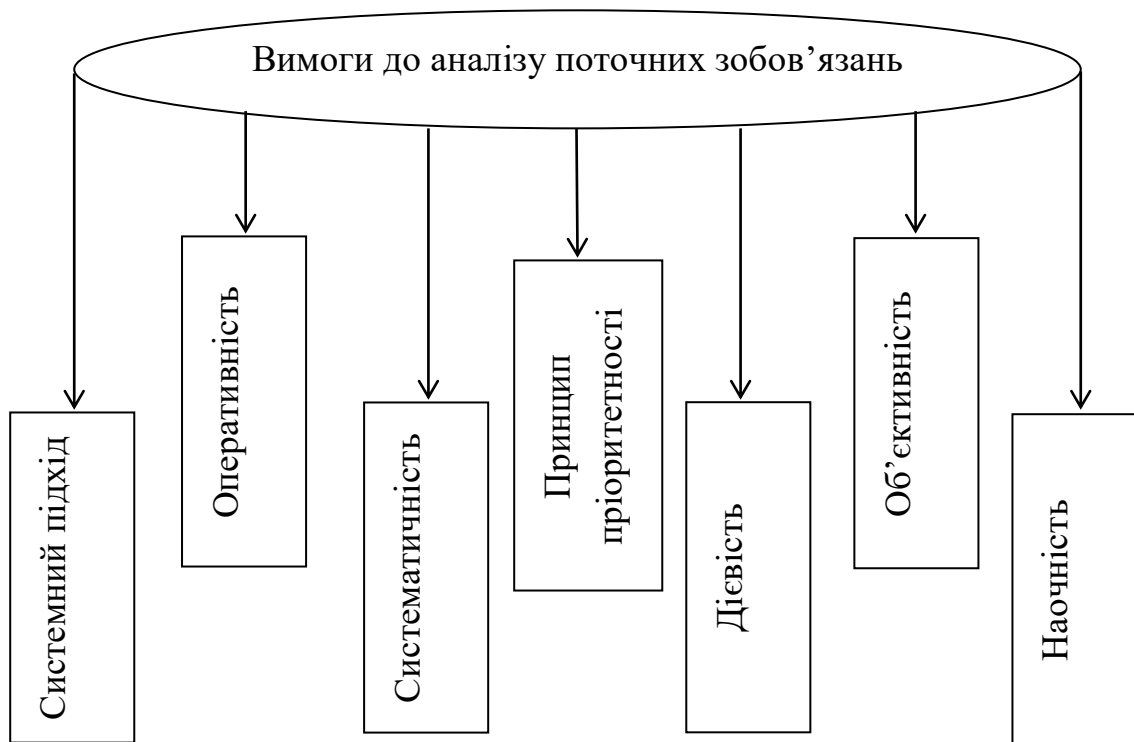 Вимоги до аналізу поточних зобов’язань
Системний підхід
Оперативність
Систематичність
Принцип
пріоритетності
Дієвість
Об’єктивність
Наочність